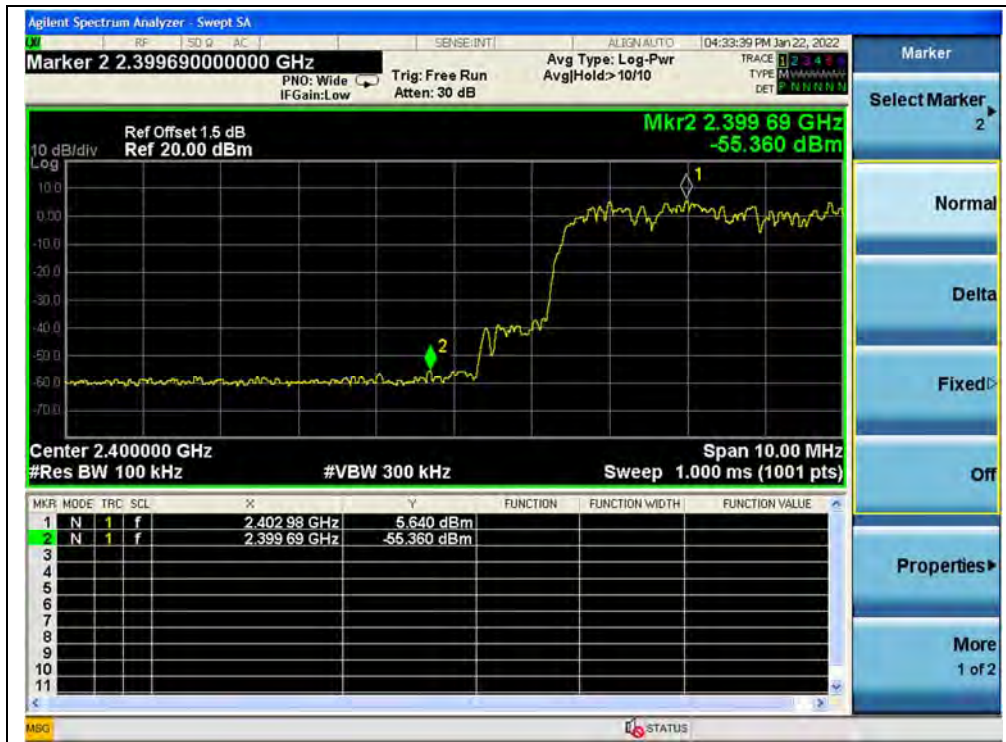 Agilent Spectrum Analyzer - Swept SA
RF 50 Ω AC SENSE:INT ALIGN AUTO 04:33:39 PM Jan 22, 2022
Marker 2 2.399690000000 GHz
PNO: Wide Trig: Free Run Avg Type: Log-Pwr TRACE 1 2 3 4 5 6
IFGain:Low Atten: 30 dB Avg|Hold:>10/10 TYPE M
DET P N N N N N
Ref Offset 1.5 dB Mkr2 2.399 69 GHz
10 dB/div Ref 20.00 dBm -55.360 dBm
Log
10.0
0.00
-10.0
-20.0
-30.0
-40.0
-50.0
-60.0
-70.0
1
2
Center 2.400000 GHz Span 10.00 MHz
#Res BW 100 kHz #VBW 300 kHz Sweep 1.000 ms (1001 pts)
MKR MODE TRC SCL X Y FUNCTION FUNCTION WIDTH FUNCTION VALUE
1 N 1 f 2.402 98 GHz 5.640 dBm
2 N 1 f 2.399 69 GHz -55.360 dBm
3
4
5
6
7
8
9
10
11
MSG STATUS
Marker
Select Marker
2
Normal
Delta
Fixed
Off
Properties
More
1 of 2